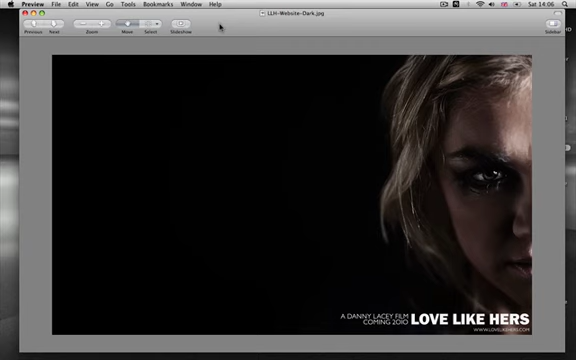 Preview File Edit View Go Tools Bookmarks Window Help
Sat 14:06
LLH-Website-Dark.jpg
Previous Next Zoom Move Select Slideshow Sidebar
A DANNY LACEY FILM
COMING 2010
LOVE LIKE HERS
WWW.LOVELIKEHERS.COM